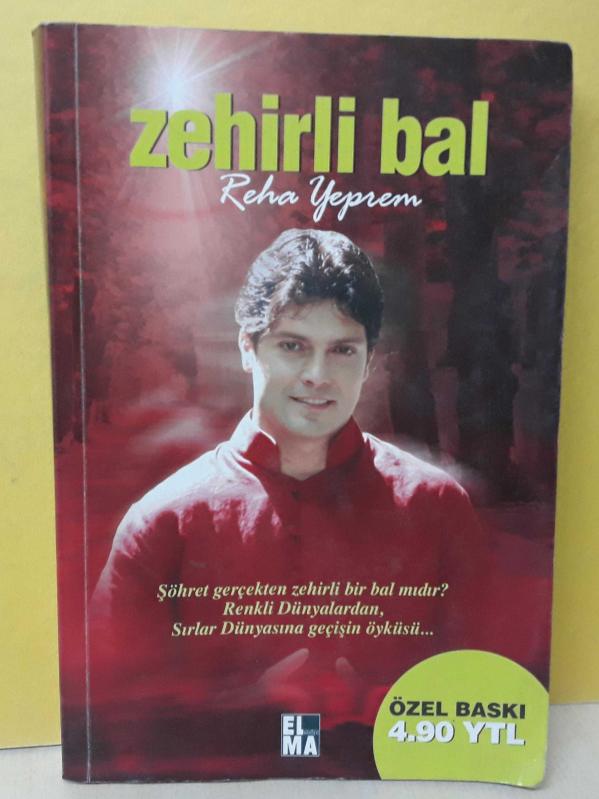 zehirli bal
Reha Yeprem
Şöhret gerçekten zehirli bir bal mıdır?
Renkli Dünyalardan,
Sırlar Dünyasına geçişin öyküsü...
ÖZEL BASKI
4.90 YTL
EL
MA